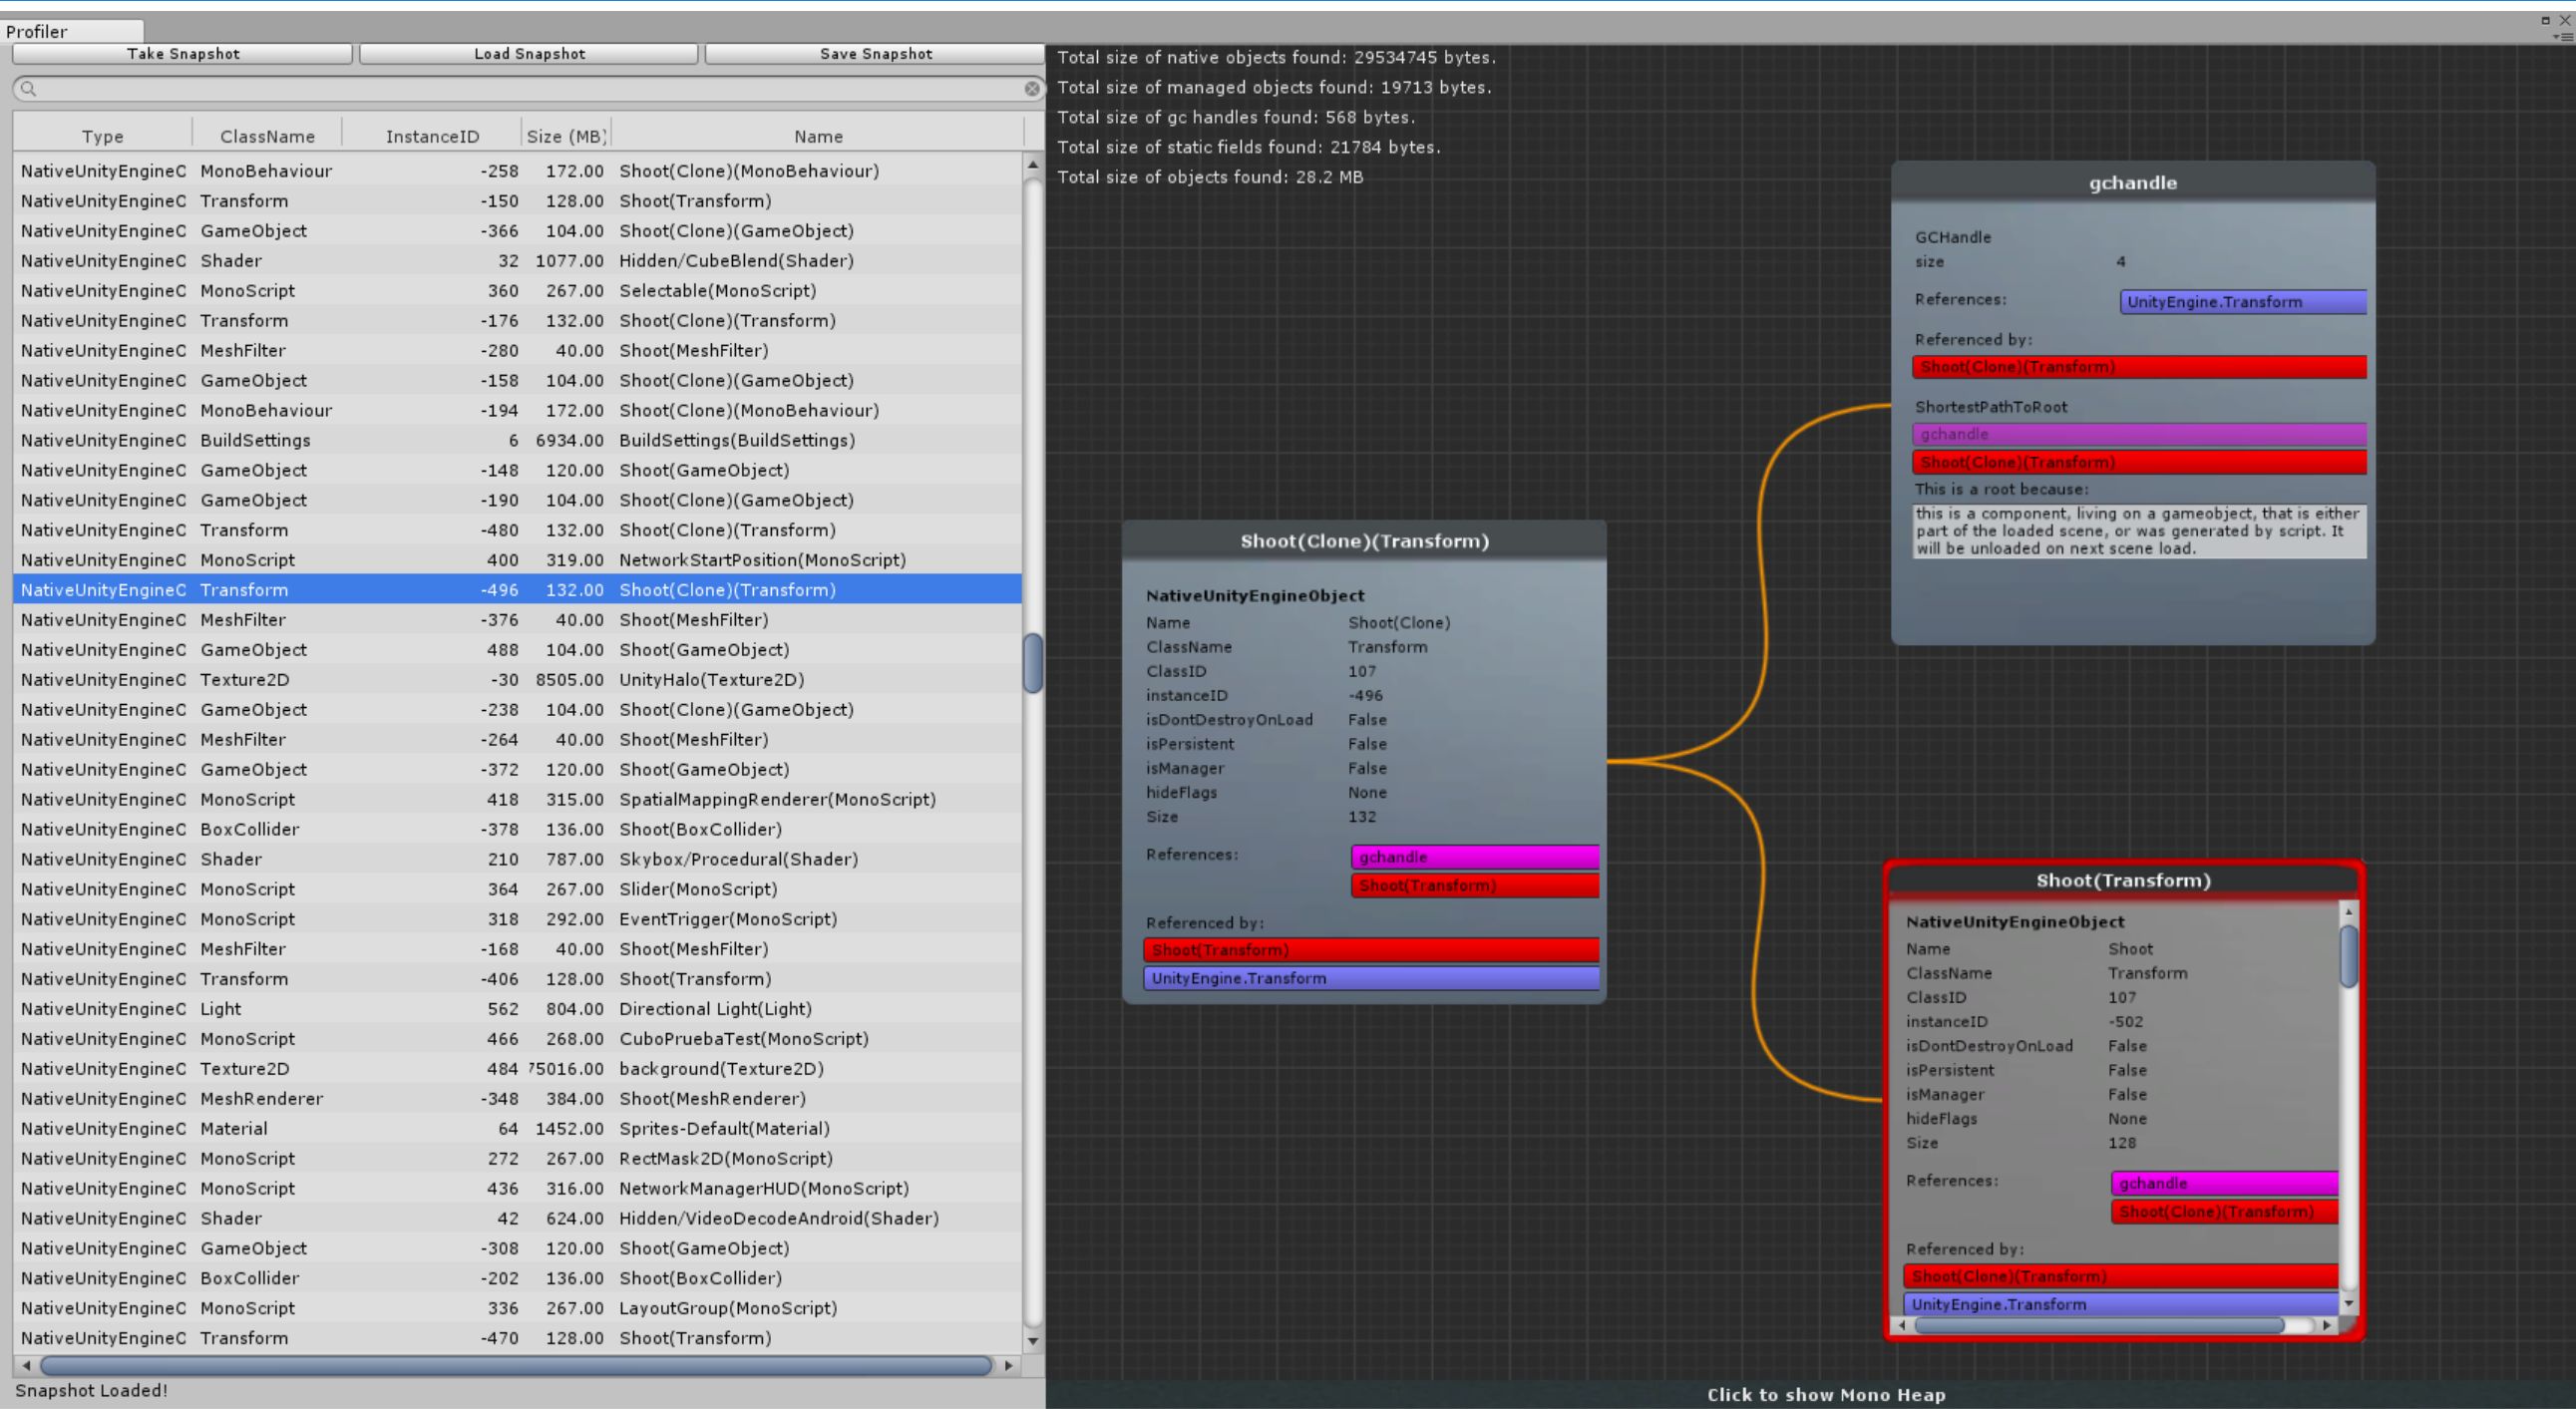 Profiler
Take Snapshot Load Snapshot Save Snapshot
Type ClassName InstanceID Size (MB) Name
NativeUnityEngineC MonoBehaviour -258 172.00 Shoot(Clone)(MonoBehaviour)
NativeUnityEngineC Transform -150 128.00 Shoot(Transform)
NativeUnityEngineC GameObject -366 104.00 Shoot(Clone)(GameObject)
NativeUnityEngineC Shader 32 1077.00 Hidden/CubeBlend(Shader)
NativeUnityEngineC MonoScript 360 267.00 Selectable(MonoScript)
NativeUnityEngineC Transform -176 132.00 Shoot(Clone)(Transform)
NativeUnityEngineC MeshFilter -280 40.00 Shoot(MeshFilter)
NativeUnityEngineC GameObject -158 104.00 Shoot(Clone)(GameObject)
NativeUnityEngineC MonoBehaviour -194 172.00 Shoot(Clone)(MonoBehaviour)
NativeUnityEngineC BuildSettings 6 6934.00 BuildSettings(BuildSettings)
NativeUnityEngineC GameObject -148 120.00 Shoot(GameObject)
NativeUnityEngineC GameObject -190 104.00 Shoot(Clone)(GameObject)
NativeUnityEngineC Transform -480 132.00 Shoot(Clone)(Transform)
NativeUnityEngineC MonoScript 400 319.00 NetworkStartPosition(MonoScript)
NativeUnityEngineC Transform -496 132.00 Shoot(Clone)(Transform)
NativeUnityEngineC MeshFilter -376 40.00 Shoot(MeshFilter)
NativeUnityEngineC GameObject 488 104.00 Shoot(GameObject)
NativeUnityEngineC Texture2D -30 8505.00 UnityHalo(Texture2D)
NativeUnityEngineC GameObject -238 104.00 Shoot(Clone)(GameObject)
NativeUnityEngineC MeshFilter -264 40.00 Shoot(MeshFilter)
NativeUnityEngineC GameObject -372 120.00 Shoot(GameObject)
NativeUnityEngineC MonoScript 418 315.00 SpatialMappingRenderer(MonoScript)
NativeUnityEngineC BoxCollider -378 136.00 Shoot(BoxCollider)
NativeUnityEngineC Shader 210 787.00 Skybox/Procedural(Shader)
NativeUnityEngineC MonoScript 364 267.00 Slider(MonoScript)
NativeUnityEngineC MonoScript 318 292.00 EventTrigger(MonoScript)
NativeUnityEngineC MeshFilter -168 40.00 Shoot(MeshFilter)
NativeUnityEngineC Transform -406 128.00 Shoot(Transform)
NativeUnityEngineC Light 562 804.00 Directional Light(Light)
NativeUnityEngineC MonoScript 466 268.00 CuboPruebaTest(MonoScript)
NativeUnityEngineC Texture2D 484 75016.00 background(Texture2D)
NativeUnityEngineC MeshRenderer -348 384.00 Shoot(MeshRenderer)
NativeUnityEngineC Material 64 1452.00 Sprites-Default(Material)
NativeUnityEngineC MonoScript 272 267.00 RectMask2D(MonoScript)
NativeUnityEngineC MonoScript 436 316.00 NetworkManagerHUD(MonoScript)
NativeUnityEngineC Shader 42 624.00 Hidden/VideoDecodeAndroid(Shader)
NativeUnityEngineC GameObject -308 120.00 Shoot(GameObject)
NativeUnityEngineC BoxCollider -202 136.00 Shoot(BoxCollider)
NativeUnityEngineC MonoScript 336 267.00 LayoutGroup(MonoScript)
NativeUnityEngineC Transform -470 128.00 Shoot(Transform)
Snapshot Loaded!
Total size of native objects found: 29534745 bytes.
Total size of managed objects found: 19713 bytes.
Total size of gc handles found: 568 bytes.
Total size of static fields found: 21784 bytes.
Total size of objects found: 28.2 MB
Shoot(Clone)(Transform)
NativeUnityEngineObject
Name Shoot(Clone)
ClassName Transform
ClassID 107
instanceID -496
isDontDestroyOnLoad False
isPersistent False
isManager False
hideFlags None
Size 132
References: gchandle
Shoot(Transform)
Referenced by:
Shoot(Transform)
UnityEngine.Transform
gchandle
GCHandle
size 4
References: UnityEngine.Transform
Referenced by:
Shoot(Clone)(Transform)
ShortestPathToRoot
gchandle
Shoot(Clone)(Transform)
This is a root because:
this is a component, living on a gameobject, that is either
part of the loaded scene, or was generated by script. It
will be unloaded on next scene load.
Shoot(Transform)
NativeUnityEngineObject
Name Shoot
ClassName Transform
ClassID 107
instanceID -502
isDontDestroyOnLoad False
isPersistent False
isManager False
hideFlags None
Size 128
References: gchandle
Shoot(Clone)(Transform)
Referenced by:
Shoot(Clone)(Transform)
UnityEngine.Transform
Click to show Mono Heap